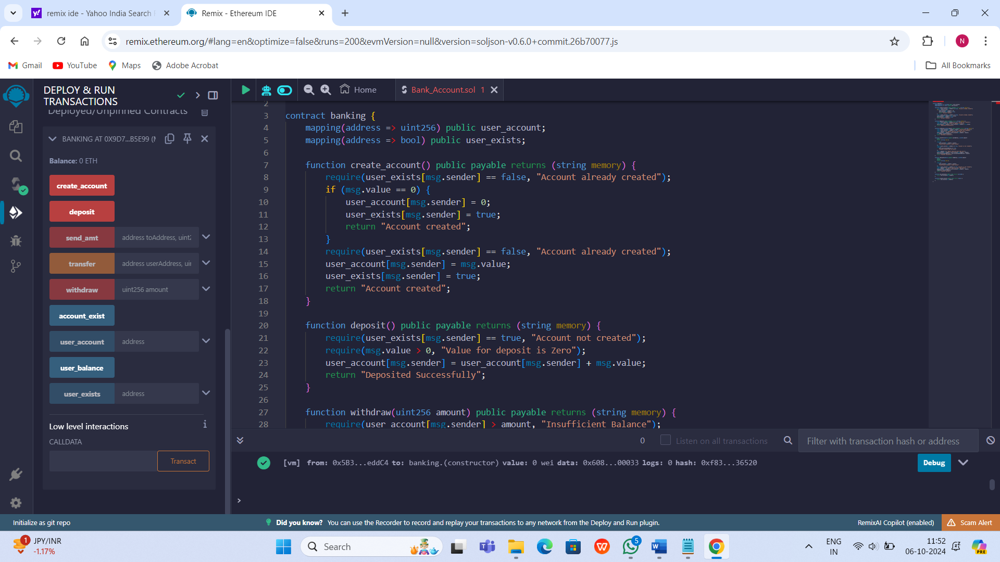 remix ide - Yahoo India Search
Remix - Ethereum IDE
remix.ethereum.org/#lang=en&optimize=false&runs=200&evmVersion=null&version=soljson-v0.6.0+commit.26b70077.js
N
Gmail
YouTube
Maps
Adobe Acrobat
All Bookmarks
DEPLOY & RUN
TRANSACTIONS
Deployed/Unpinned Contracts
BANKING AT 0X9D7...B5E99 (M
Balance: 0 ETH
create_account
deposit
send_amt
address toAddress, uint2
transfer
address userAddress, uin
withdraw
uint256 amount
account_exist
user_account
address
user_balance
user_exists
address
Low level interactions
i
CALLDATA
Transact
Home
Bank_Account.sol 1
2
3 contract banking {
4 mapping(address => uint256) public user_account;
5 mapping(address => bool) public user_exists;
6
7 function create_account() public payable returns (string memory) {
8 require(user_exists[msg.sender] == false, "Account already created");
9 if (msg.value == 0) {
10 user_account[msg.sender] = 0;
11 user_exists[msg.sender] = true;
12 return "Account created";
13 }
14 require(user_exists[msg.sender] == false, "Account already created");
15 user_account[msg.sender] = msg.value;
16 user_exists[msg.sender] = true;
17 return "Account created";
18 }
19
20 function deposit() public payable returns (string memory) {
21 require(user_exists[msg.sender] == true, "Account not created");
22 require(msg.value > 0, "Value for deposit is Zero");
23 user_account[msg.sender] = user_account[msg.sender] + msg.value;
24 return "Deposited Successfully";
25 }
26
27 function withdraw(uint256 amount) public payable returns (string memory) {
28 require(user_account[msg.sender] > amount, "Insufficient Balance");
0
Listen on all transactions
Filter with transaction hash or address
[vm] from: 0x5B3...eddC4 to: banking.(constructor) value: 0 wei data: 0x608...00033 logs: 0 hash: 0xf83...36520
Debug
>
Initialize as git repo
Did you know? You can use the Recorder to record and replay your transactions to any network from the Deploy and Run plugin.
RemixAI Copilot (enabled)
Scam Alert
1
JPY/INR
-1.17%
Search
5
ENG
IN
11:52
06-10-2024
PRE